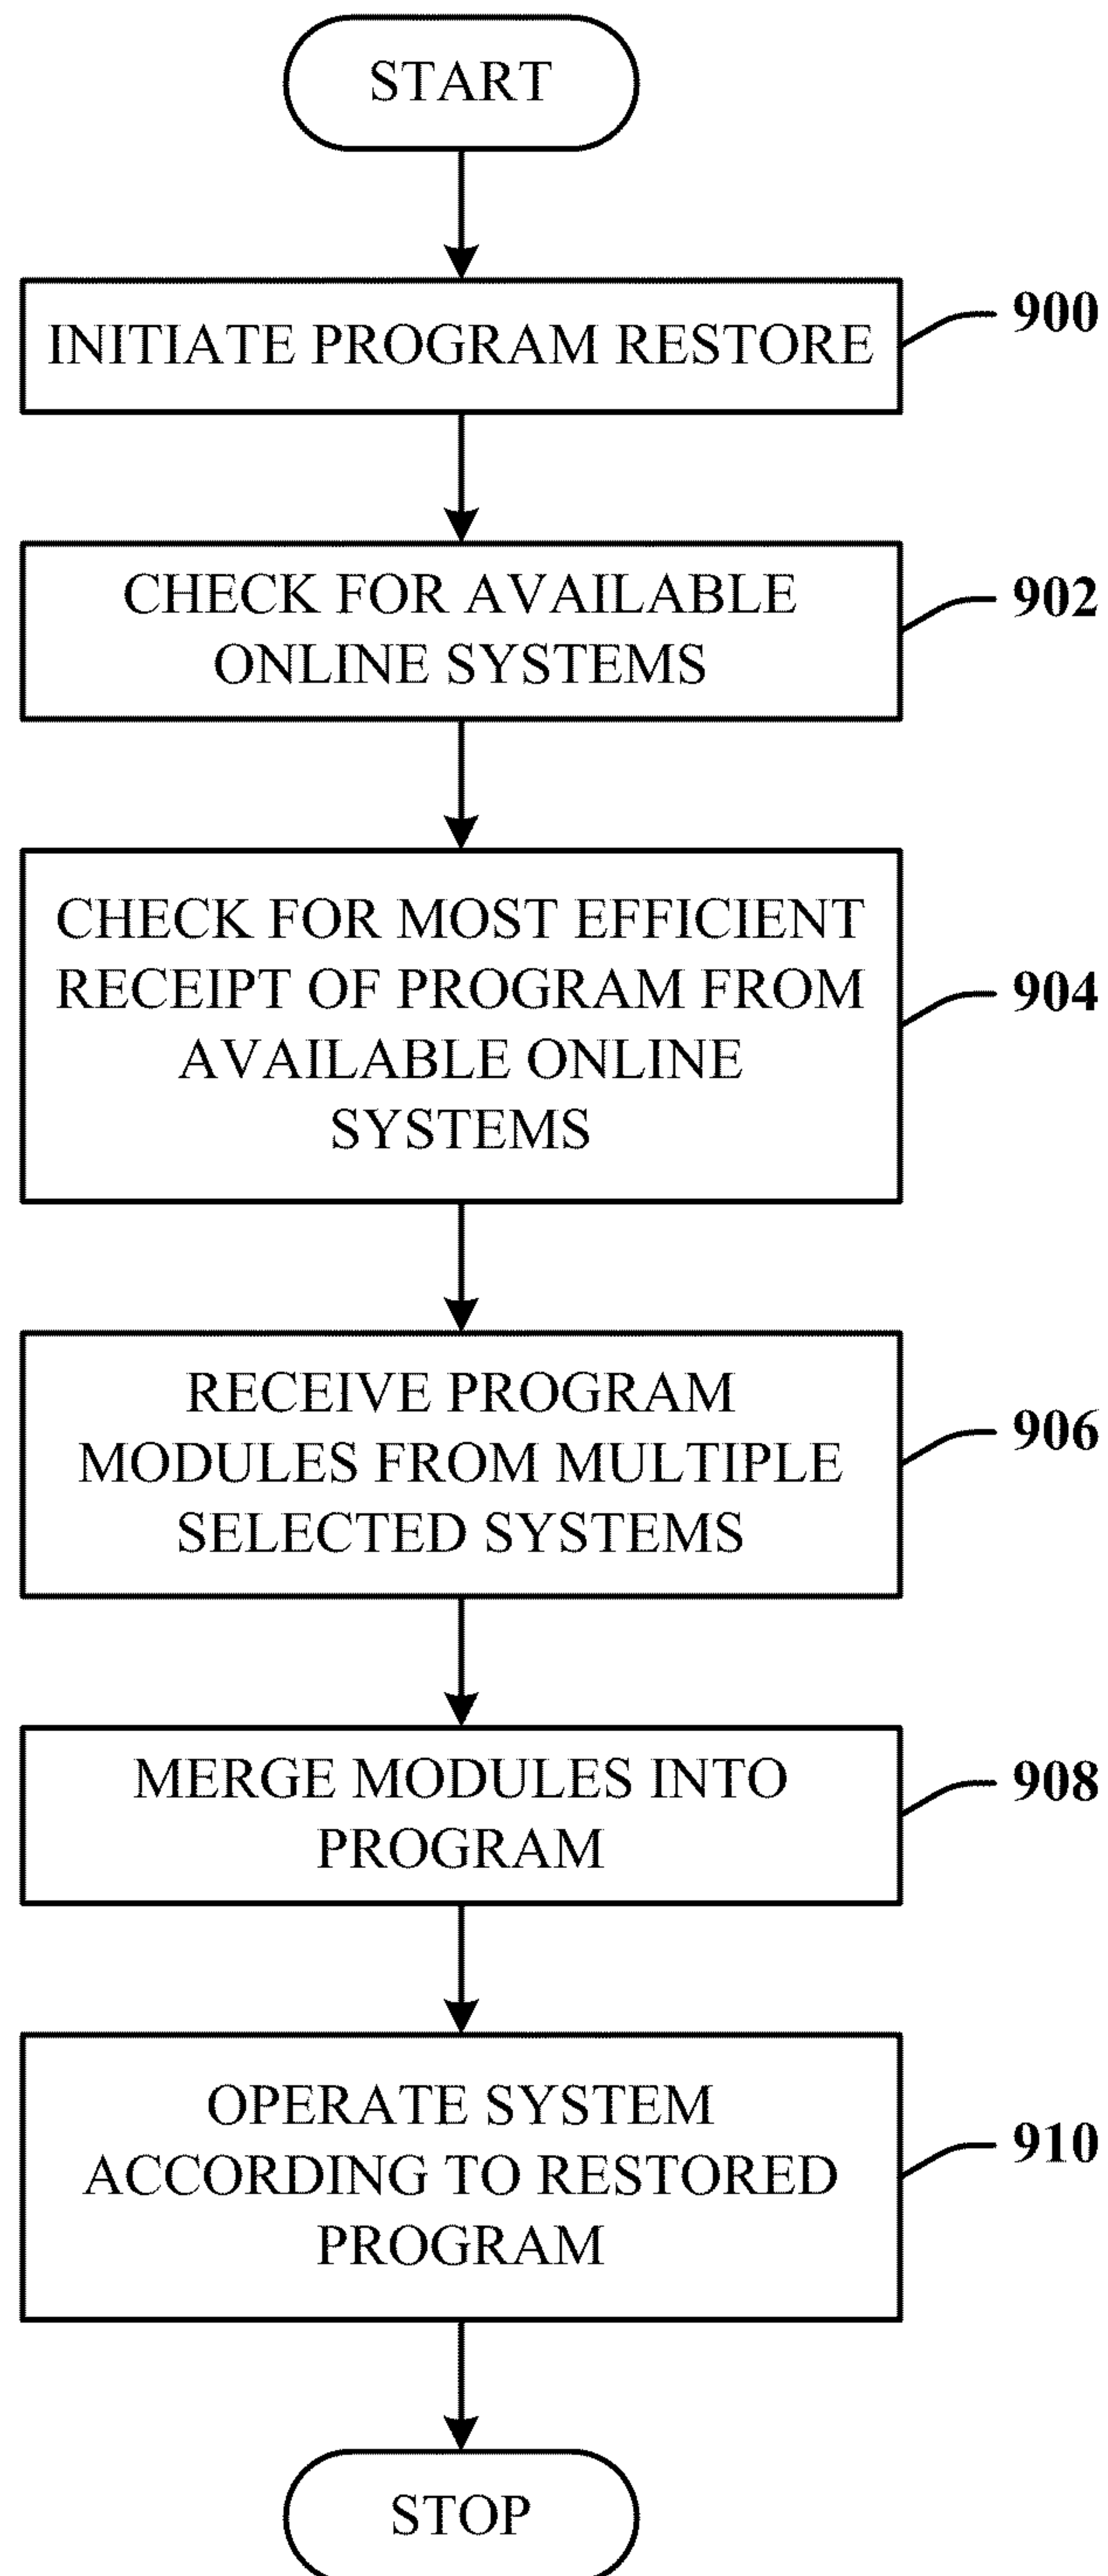 START
INITIATE PROGRAM RESTORE
900
CHECK FOR AVAILABLE
ONLINE SYSTEMS
902
CHECK FOR MOST EFFICIENT
RECEIPT OF PROGRAM FROM
AVAILABLE ONLINE
SYSTEMS
904
RECEIVE PROGRAM
MODULES FROM MULTIPLE
SELECTED SYSTEMS
906
MERGE MODULES INTO
PROGRAM
908
OPERATE SYSTEM
ACCORDING TO RESTORED
PROGRAM
910
STOP